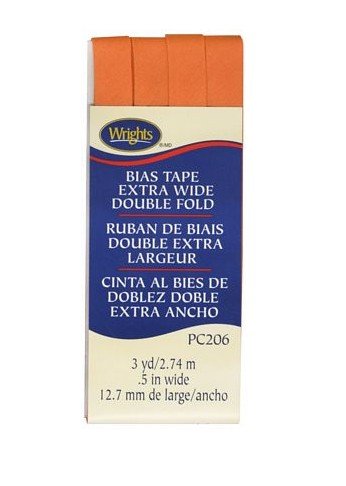 Wrights
®/MD
BIAS TAPE
EXTRA WIDE
DOUBLE FOLD
RUBAN DE BIAIS
DOUBLE EXTRA
LARGEUR
CINTA AL BIES DE
DOBLEZ DOBLE
EXTRA ANCHO
PC206
3 yd/2.74 m
.5 in wide
12.7 mm de large/ancho